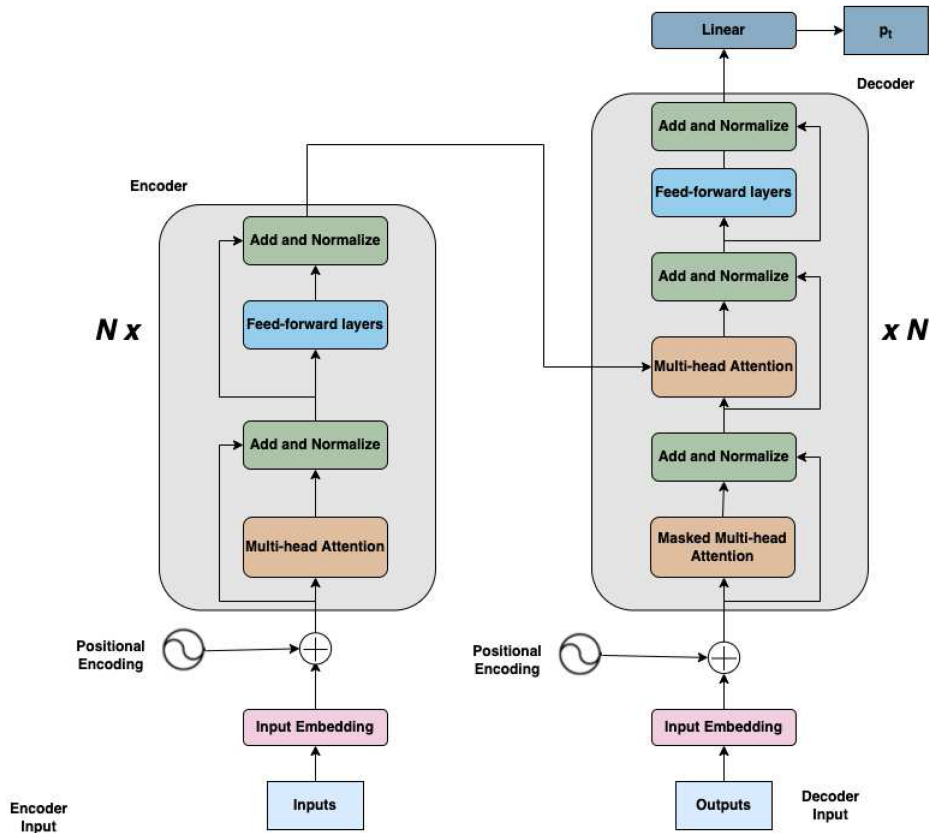 Linear
p_t
Decoder
Add and Normalize
Feed-forward layers
Add and Normalize
Multi-head Attention
Add and Normalize
Masked Multi-head
Attention
x N
Positional
Encoding
Input Embedding
Outputs
Decoder
Input
Encoder
Add and Normalize
Feed-forward layers
Add and Normalize
Multi-head Attention
N x
Positional
Encoding
Input Embedding
Inputs
Encoder
Input